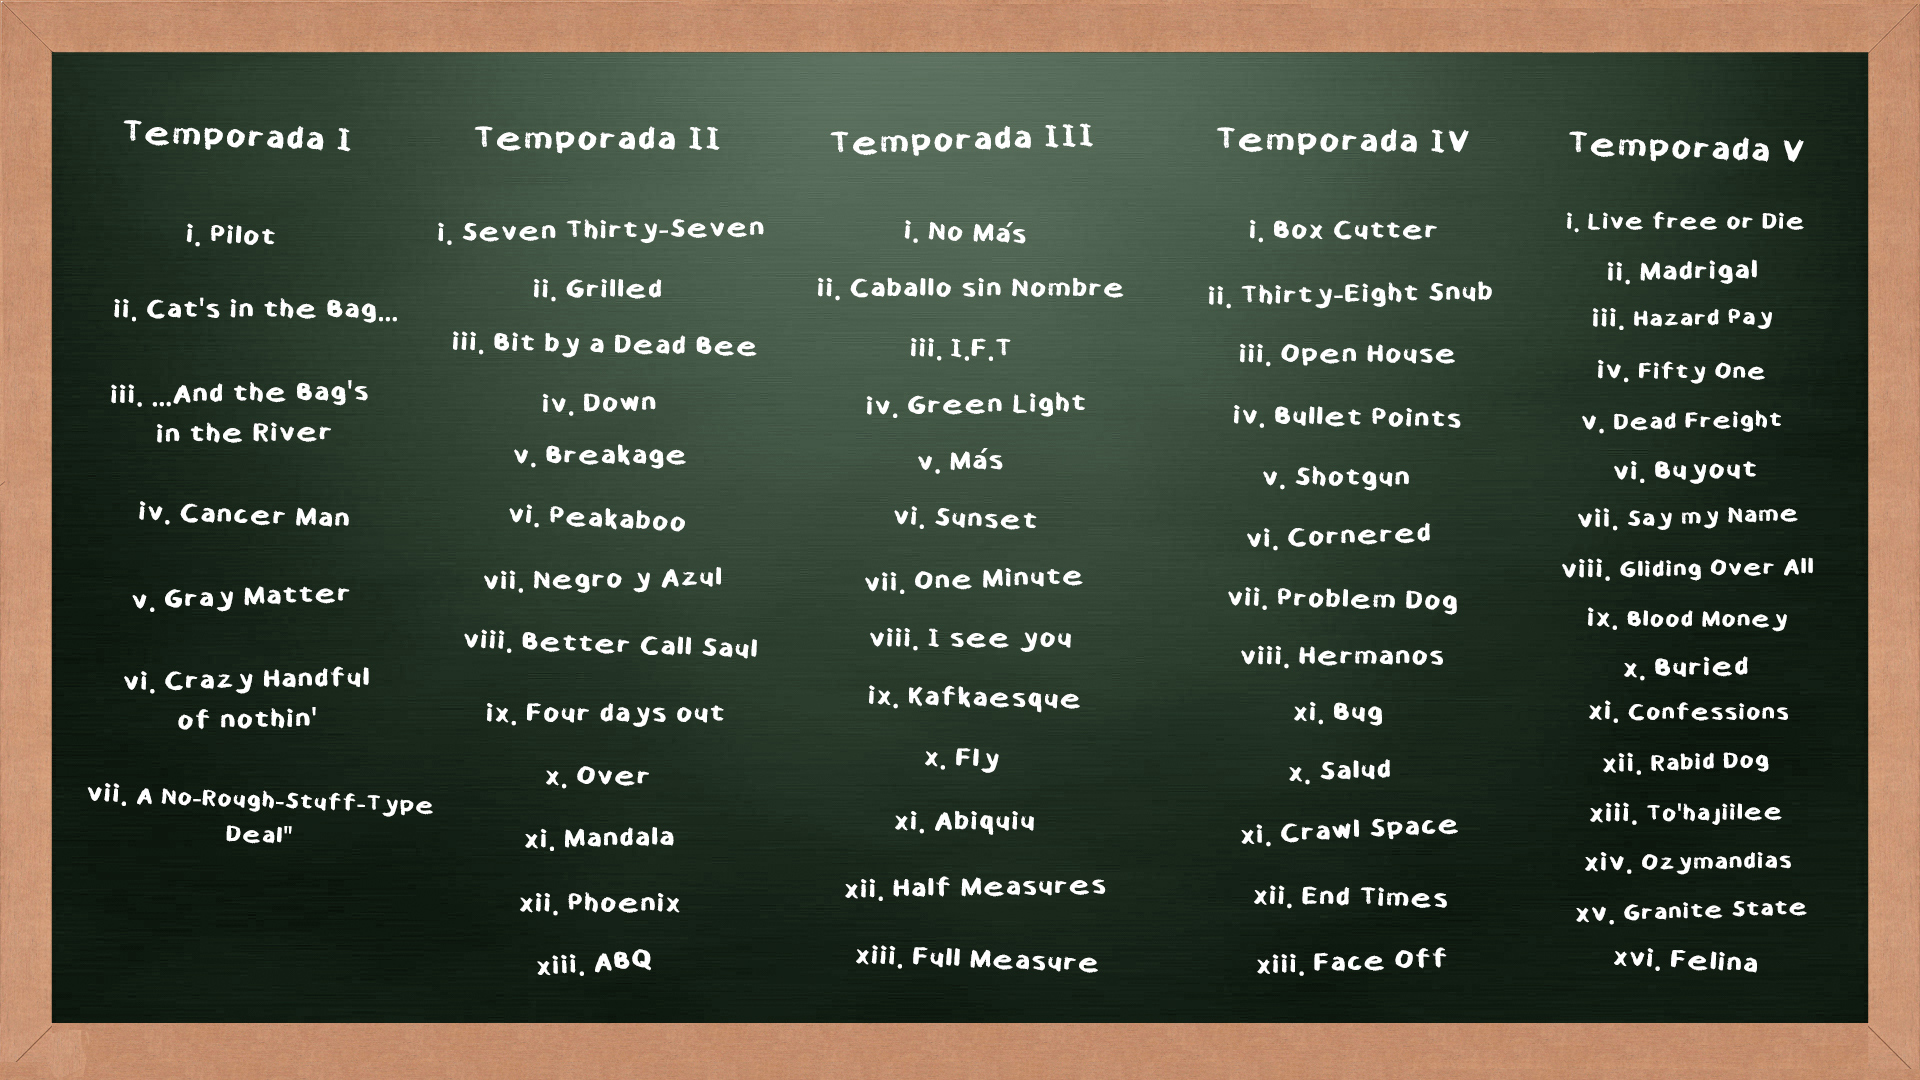 Temporada I
i. Pilot
ii. Cat's in the Bag...
iii. ...And the Bag's
in the River
iv. Cancer Man
v. Gray Matter
vi. Crazy Handful
of nothin'
vii. A No-Rough-Stuff-Type
Deal"
Temporada II
i. Seven Thirty-Seven
ii. Grilled
iii. Bit by a Dead Bee
iv. Down
v. Breakage
vi. Peakaboo
vii. Negro y Azul
viii. Better Call Saul
ix. Four days out
x. Over
xi. Mandala
xii. Phoenix
xiii. ABQ
Temporada III
i. No Más
ii. Caballo sin Nombre
iii. I.F.T
iv. Green Light
v. Más
vi. Sunset
vii. One Minute
viii. I see you
ix. Kafkaesque
x. Fly
xi. Abiquiu
xii. Half Measures
xiii. Full Measure
Temporada IV
i. Box Cutter
ii. Thirty-Eight Snub
iii. Open House
iv. Bullet Points
v. Shotgun
vi. Cornered
vii. Problem Dog
viii. Hermanos
xi. Bug
x. Salud
xi. Crawl Space
xii. End Times
xiii. Face Off
Temporada V
i. Live free or Die
ii. Madrigal
iii. Hazard Pay
iv. Fifty One
v. Dead Freight
vi. Buyout
vii. Say my Name
viii. Gliding Over All
ix. Blood Money
x. Buried
xi. Confessions
xii. Rabid Dog
xiii. To'hajiilee
xiv. Ozymandias
xv. Granite State
xvi. Felina